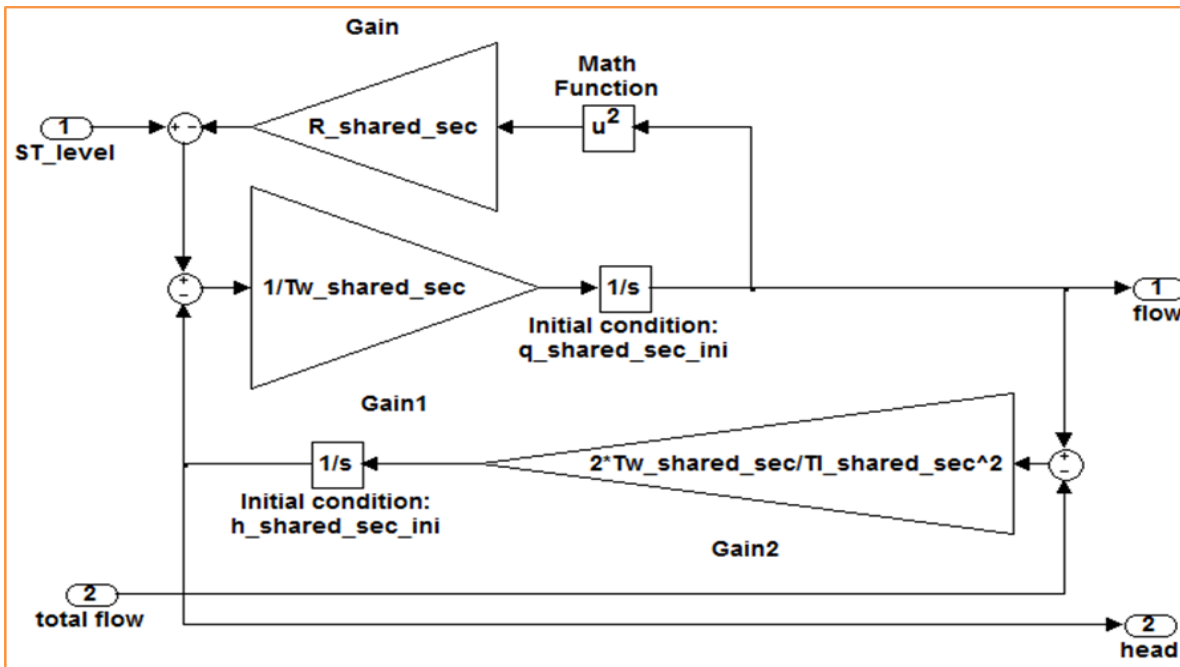 Gain
Math
Function
1
ST_level
+ -
R_shared_sec
u²
+
-
1/Tw_shared_sec
1/s
Initial condition:
q_shared_sec_ini
1
flow
Gain1
1/s
Initial condition:
h_shared_sec_ini
2*Tw_shared_sec/Tl_shared_sec^2
+
-
Gain2
2
total flow
2
head